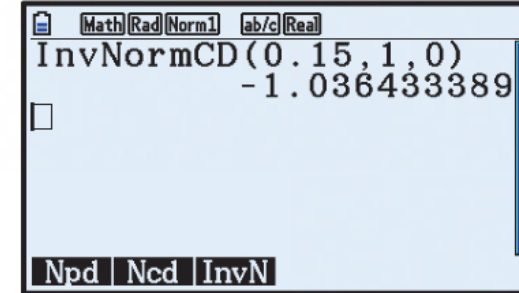 Math Rad Norm1 ab/c Real
InvNormCD(0.15,1,0)
-1.036433389
Npd Ncd InvN